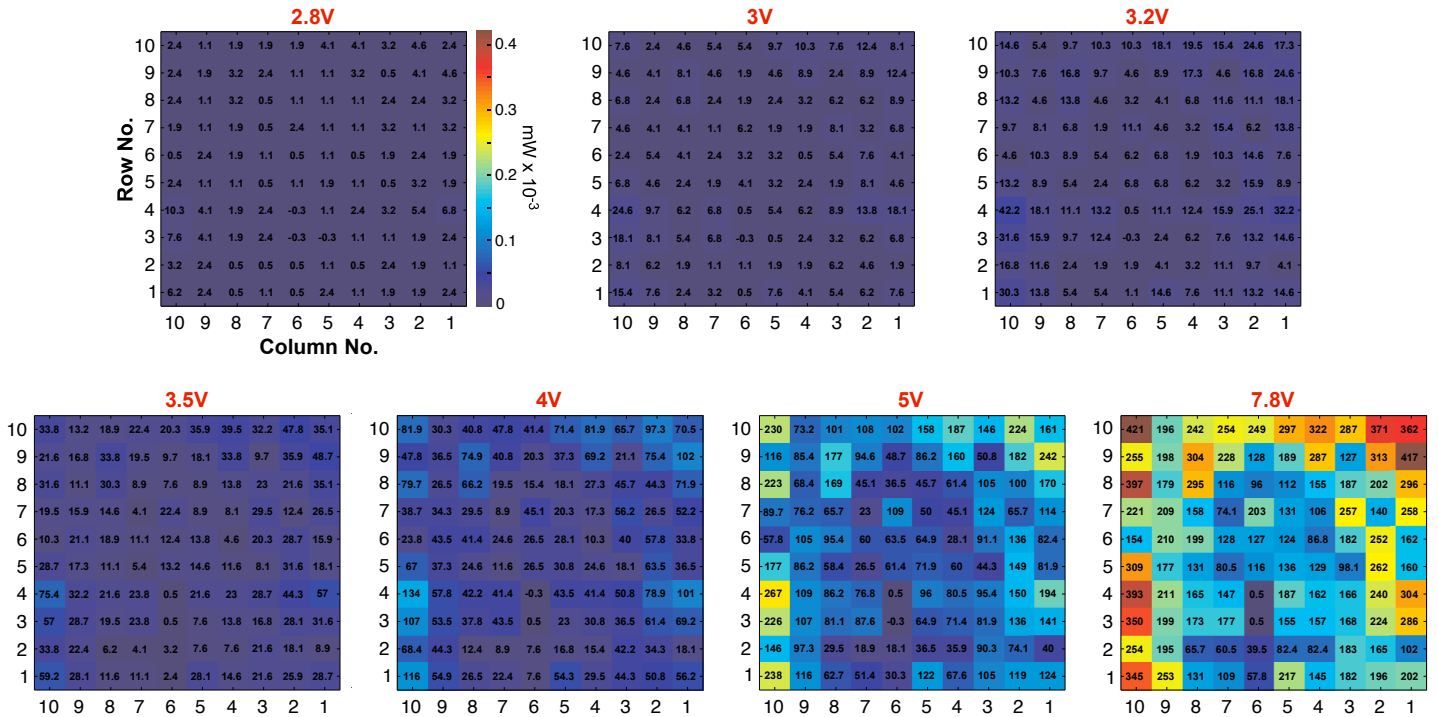 2.8V
3V
3.2V
10 2.4 1.1 1.9 1.9 1.9 4.1 4.1 3.2 4.6 2.4
9 2.4 1.9 3.2 2.4 1.1 1.1 3.2 0.5 4.1 4.6
8 2.4 1.1 3.2 0.5 1.1 1.1 1.1 2.4 2.4 3.2
7 1.9 1.1 1.9 0.5 2.4 1.1 1.1 3.2 1.1 3.2
6 0.5 2.4 1.9 1.1 0.5 1.1 0.5 1.9 2.4 1.9
5 2.4 1.1 1.1 0.5 1.1 1.9 1.1 0.5 3.2 1.9
4 10.3 4.1 1.9 2.4 -0.3 1.1 2.4 3.2 5.4 6.8
3 7.6 4.1 1.9 2.4 -0.3 -0.3 1.1 1.1 1.9 2.4
2 3.2 2.4 0.5 0.5 0.5 1.1 0.5 2.4 1.9 1.1
1 6.2 2.4 0.5 1.1 0.5 2.4 1.1 1.9 1.9 2.4
10 9 8 7 6 5 4 3 2 1
Row No.
Column No.
0.4
0.3
0.2
0.1
0
mW x 10-3
10 7.6 2.4 4.6 5.4 5.4 9.7 10.3 7.6 12.4 8.1
9 4.6 4.1 8.1 4.6 1.9 4.6 8.9 2.4 8.9 12.4
8 6.8 2.4 6.8 2.4 1.9 2.4 3.2 6.2 6.2 8.9
7 4.6 4.1 4.1 1.1 6.2 1.9 1.9 8.1 3.2 6.8
6 2.4 5.4 4.1 2.4 3.2 3.2 0.5 5.4 7.6 4.1
5 6.8 4.6 2.4 1.9 4.1 3.2 2.4 1.9 8.1 4.6
4 24.6 9.7 6.2 6.8 0.5 5.4 6.2 8.9 13.8 18.1
3 18.1 8.1 5.4 6.8 -0.3 0.5 2.4 3.2 6.2 6.8
2 8.1 6.2 1.9 1.1 1.1 1.9 1.9 6.2 4.6 1.9
1 15.4 7.6 2.4 3.2 0.5 7.6 4.1 5.4 6.2 7.6
10 9 8 7 6 5 4 3 2 1
10 14.6 5.4 9.7 10.3 10.3 18.1 19.5 15.4 24.6 17.3
9 10.3 7.6 16.8 9.7 4.6 8.9 17.3 4.6 16.8 24.6
8 13.2 4.6 13.8 4.6 3.2 4.1 6.8 11.6 11.1 18.1
7 9.7 8.1 6.8 1.9 11.1 4.6 3.2 15.4 6.2 13.8
6 4.6 10.3 8.9 5.4 6.2 6.8 1.9 10.3 14.6 7.6
5 13.2 8.9 5.4 2.4 6.8 6.8 6.2 3.2 15.9 8.9
4 42.2 18.1 11.1 13.2 0.5 11.1 12.4 15.9 25.1 32.2
3 31.6 15.9 9.7 12.4 -0.3 2.4 6.2 7.6 13.2 14.6
2 16.8 11.6 2.4 1.9 1.9 4.1 3.2 11.1 9.7 4.1
1 30.3 13.8 5.4 5.4 1.1 14.6 7.6 11.1 13.2 14.6
10 9 8 7 6 5 4 3 2 1
3.5V
4V
5V
7.8V
10 33.8 13.2 18.9 22.4 20.3 35.9 39.5 32.2 47.8 35.1
9 21.6 16.8 33.8 19.5 9.7 18.1 33.8 9.7 35.9 48.7
8 31.6 11.1 30.3 8.9 7.6 8.9 13.8 23 21.6 35.1
7 19.5 15.9 14.6 4.1 22.4 8.9 8.1 29.5 12.4 26.5
6 10.3 21.1 18.9 11.1 12.4 13.8 4.6 20.3 28.7 15.9
5 28.7 17.3 11.1 5.4 13.2 14.6 11.6 8.1 31.6 18.1
4 75.4 32.2 21.6 23.8 0.5 21.6 23 28.7 44.3 57
3 57 28.7 19.5 23.8 0.5 7.6 13.8 16.8 28.1 31.6
2 33.8 22.4 6.2 4.1 3.2 7.6 7.6 21.6 18.1 8.9
1 59.2 28.1 11.6 11.1 2.4 28.1 14.6 21.6 25.9 28.7
10 9 8 7 6 5 4 3 2 1
10 81.9 30.3 40.8 47.8 41.4 71.4 81.9 65.7 97.3 70.5
9 47.8 36.5 74.9 40.8 20.3 37.3 69.2 21.1 75.4 102
8 79.7 26.5 66.2 19.5 15.4 18.1 27.3 45.7 44.3 71.9
7 38.7 34.3 29.5 8.9 45.1 20.3 17.3 56.2 26.5 52.2
6 23.8 43.5 41.4 24.6 26.5 28.1 10.3 40 57.8 33.8
5 67 37.3 24.6 11.6 26.5 30.8 24.6 18.1 63.5 36.5
4 134 57.8 42.2 41.4 -0.3 43.5 41.4 50.8 78.9 101
3 107 53.5 37.8 43.5 0.5 23 30.8 36.5 61.4 69.2
2 68.4 44.3 12.4 8.9 7.6 16.8 15.4 42.2 34.3 18.1
1 116 54.9 26.5 22.4 7.6 54.3 29.5 44.3 50.8 56.2
10 9 8 7 6 5 4 3 2 1
10 230 73.2 101 108 102 158 187 146 224 161
9 116 85.4 177 94.6 48.7 86.2 160 50.8 182 242
8 223 68.4 169 45.1 36.5 45.7 61.4 105 100 170
7 89.7 76.2 65.7 23 109 50 45.1 124 65.7 114
6 57.8 105 95.4 60 63.5 64.9 28.1 91.1 136 82.4
5 177 86.2 58.4 26.5 61.4 71.9 60 44.3 149 81.9
4 267 109 86.2 76.8 0.5 96 80.5 95.4 150 194
3 226 107 81.1 87.6 -0.3 64.9 71.4 81.9 136 141
2 146 97.3 29.5 18.9 18.1 36.5 35.9 90.3 74.1 40
1 238 116 62.7 51.4 30.3 122 67.6 105 119 124
10 9 8 7 6 5 4 3 2 1
10 421 196 242 254 249 297 322 287 371 362
9 255 198 304 228 128 189 287 127 313 417
8 397 179 295 116 96 112 155 187 202 296
7 221 209 158 74.1 203 131 106 257 140 258
6 154 210 199 128 127 124 86.8 182 252 162
5 309 177 131 80.5 116 136 129 98.1 262 160
4 393 211 165 147 0.5 187 162 166 240 304
3 350 199 173 177 0.5 155 157 168 224 286
2 254 195 65.7 60.5 39.5 82.4 82.4 183 165 102
1 345 253 131 109 57.8 217 145 182 196 202
10 9 8 7 6 5 4 3 2 1